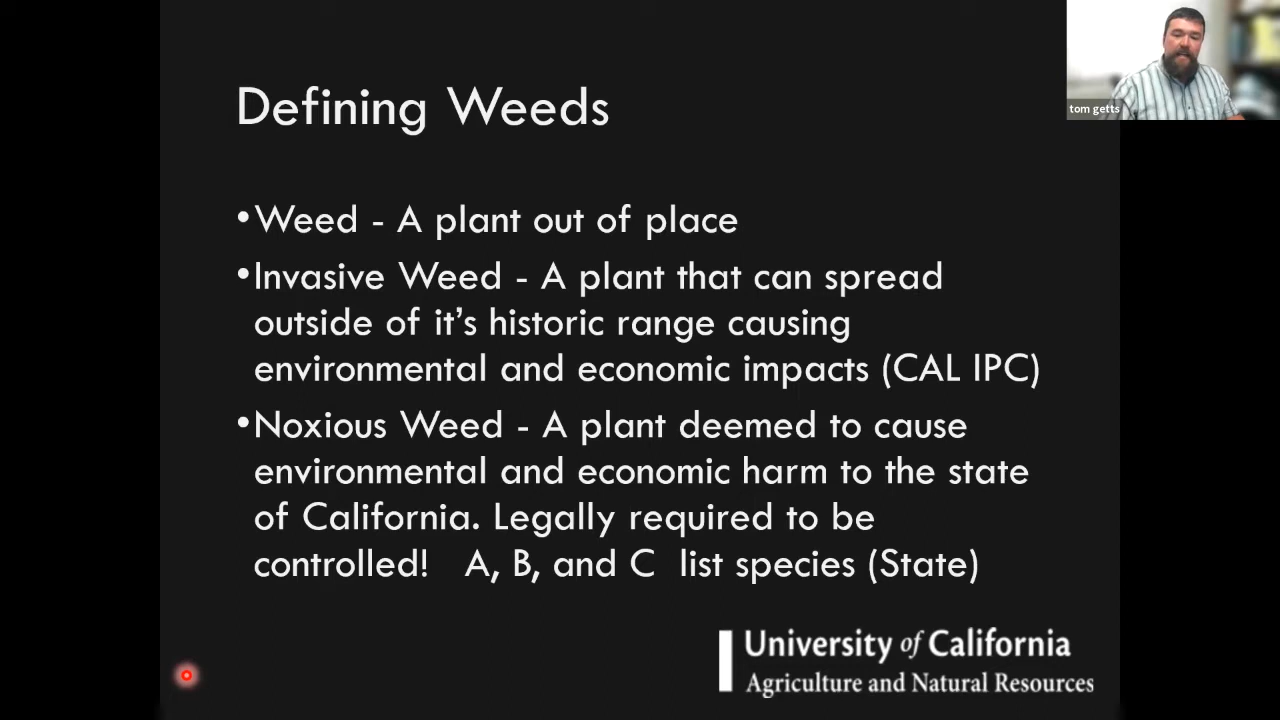 tom getts
Defining Weeds
•Weed - A plant out of place
•Invasive Weed - A plant that can spread
outside of it’s historic range causing
environmental and economic impacts (CAL IPC)
•Noxious Weed - A plant deemed to cause
environmental and economic harm to the state
of California. Legally required to be
controlled! A, B, and C list species (State)
University of California
Agriculture and Natural Resources